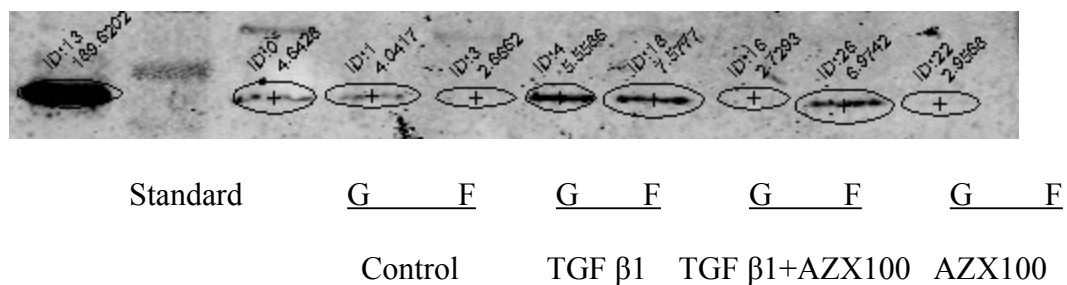 ID:13 189.6202
ID:0 4.6428
ID:1 4.0417
ID:3 2.6662
ID:4 5.5586
ID:18 7.5777
ID:16 2.7293
ID:26 6.9742
ID:22 2.9568
Standard G F G F G F G F
Control TGF β1 TGF β1+AZX100 AZX100